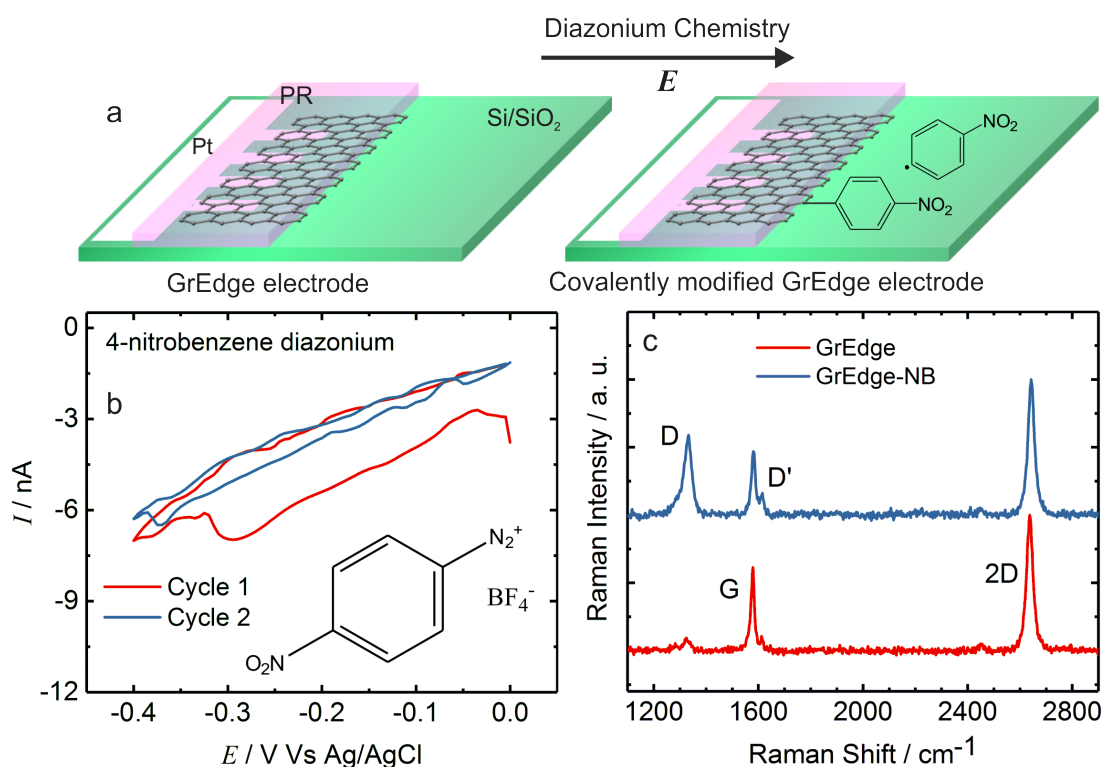 Diazonium Chemistry
E
a
PR
Pt
Si/SiO2
NO2
NO2
GrEdge electrode
Covalently modified GrEdge electrode
0
-3
-6
-9
-12
4-nitrobenzene diazonium
b
I / nA
Cycle 1
Cycle 2
N2+
BF4-
O2N
-0.4
-0.3
-0.2
-0.1
0.0
E / V Vs Ag/AgCl
c
GrEdge
GrEdge-NB
D
D'
G
2D
Raman Intensity / a. u.
1200
1600
2000
2400
2800
Raman Shift / cm-1